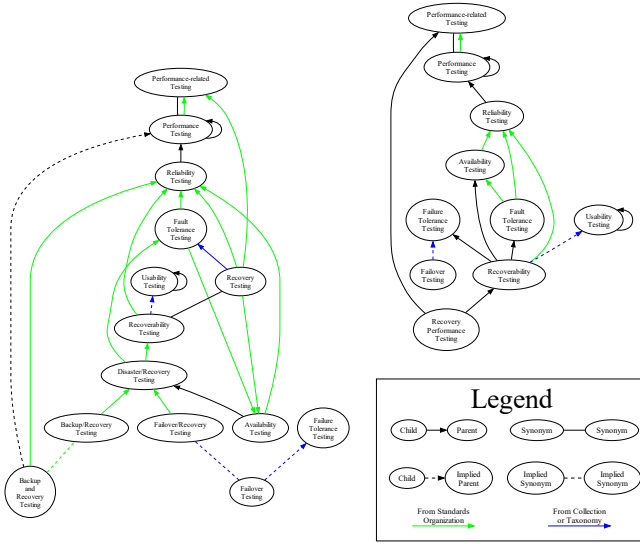 Performance-related
Testing
Performance
Testing
Reliability
Testing
Fault
Tolerance
Testing
Usability
Testing
Recovery
Testing
Recoverability
Testing
Disaster/Recovery
Testing
Backup/Recovery
Testing
Failover/Recovery
Testing
Availability
Testing
Failure
Tolerance
Testing
Backup
and
Recovery
Testing
Failover
Testing
Performance-related
Testing
Performance
Testing
Reliability
Testing
Availability
Testing
Failure
Tolerance
Testing
Fault
Tolerance
Testing
Usability
Testing
Failover
Testing
Recoverability
Testing
Recovery
Performance
Testing
Legend
Child
Parent
Synonym
Synonym
Child
Implied
Parent
Implied
Synonym
Implied
Synonym
From Standards
Organization
From Collection
or Taxonomy